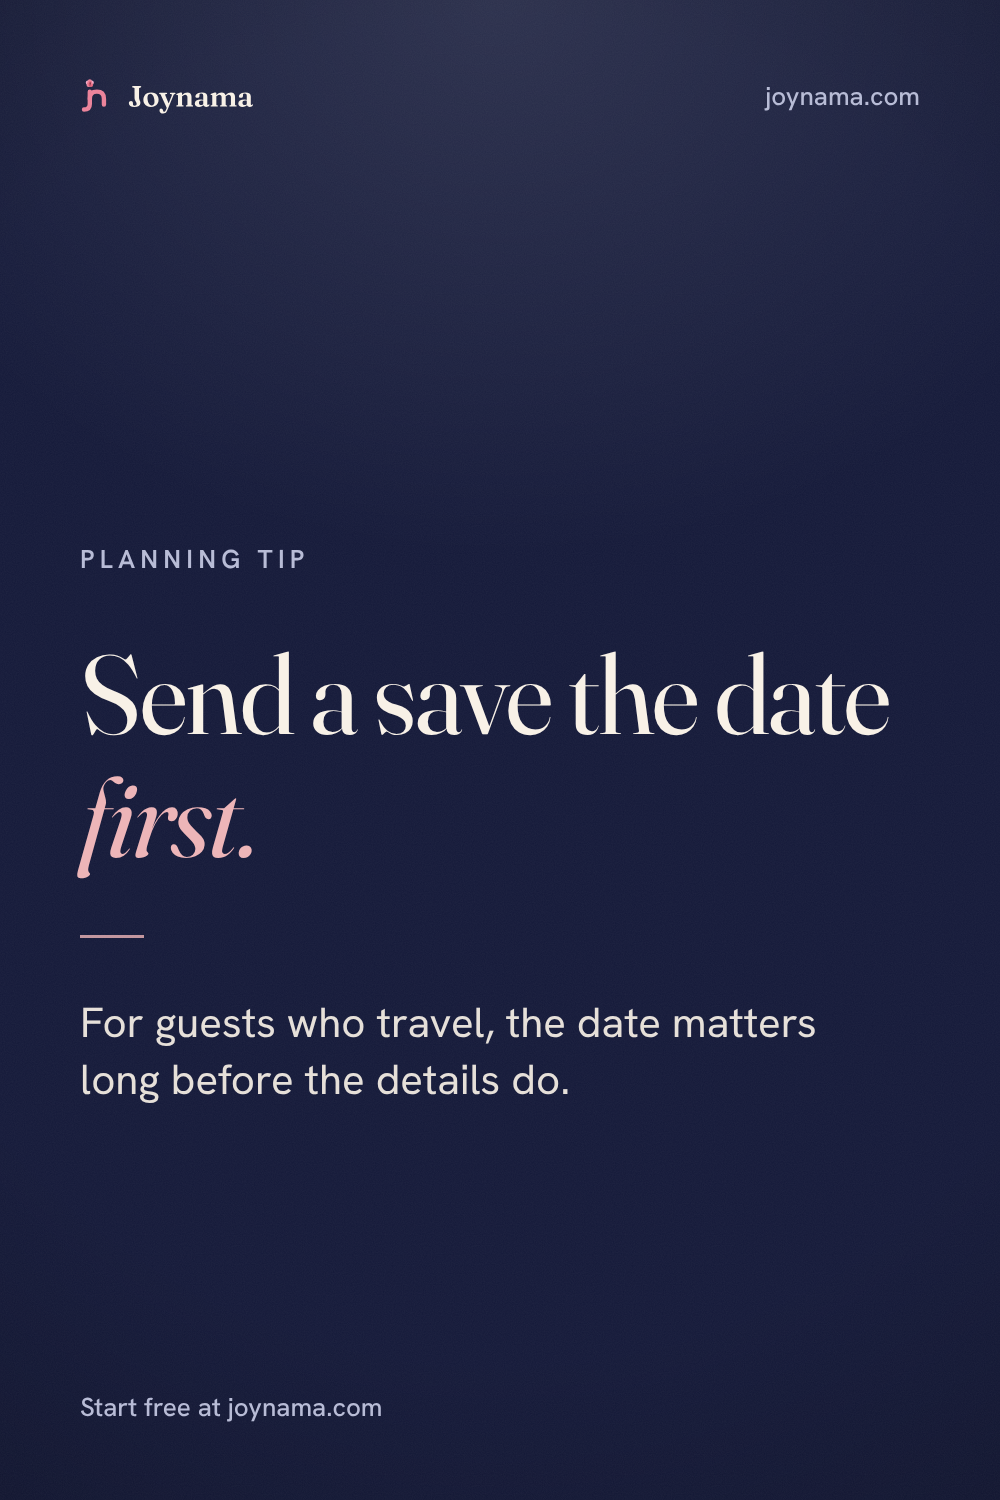 Joynama
joynama.com
PLANNING TIP
Send a save the date
first.
For guests who travel, the date matters
long before the details do.
Start free at joynama.com